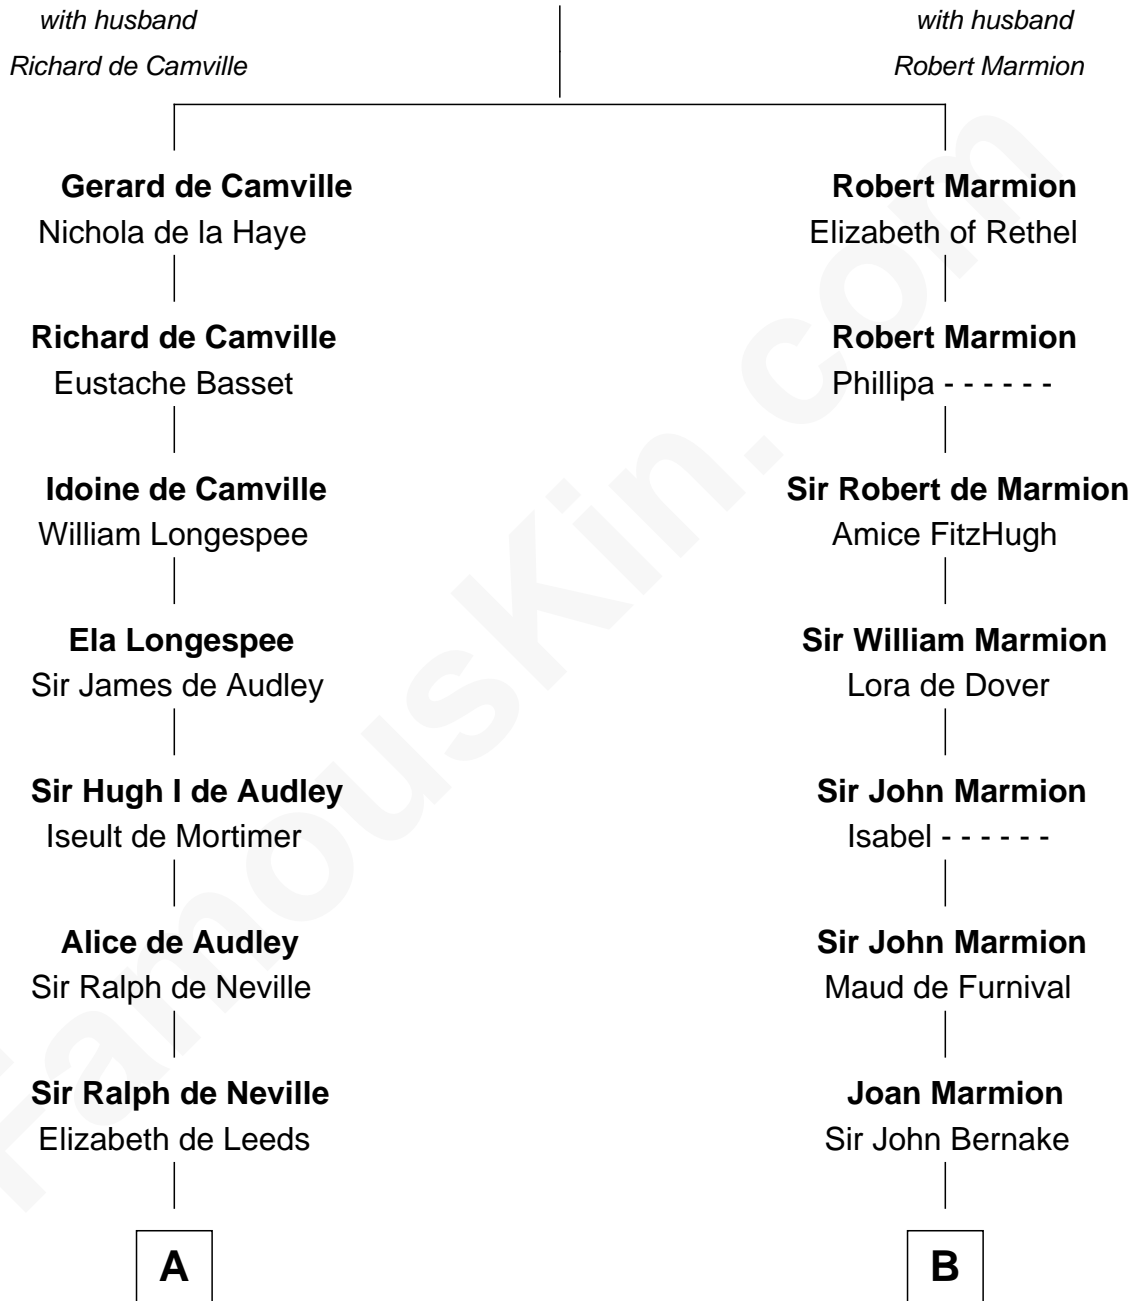 with husband
Richard de Camville
with husband
Robert Marmion
Gerard de Camville
Nichola de la Haye
Robert Marmion
Elizabeth of Rethel
Richard de Camville
Eustache Basset
Robert Marmion
Phillipa - - - - - -
Idoine de Camville
William Longespee
Sir Robert de Marmion
Amice FitzHugh
Ela Longespee
Sir James de Audley
Sir William Marmion
Lora de Dover
Sir Hugh I de Audley
Iseult de Mortimer
Sir John Marmion
Isabel - - - - - -
Alice de Audley
Sir Ralph de Neville
Sir John Marmion
Maud de Furnival
Sir Ralph de Neville
Elizabeth de Leeds
Joan Marmion
Sir John Bernake
A
B
FamousKin.com